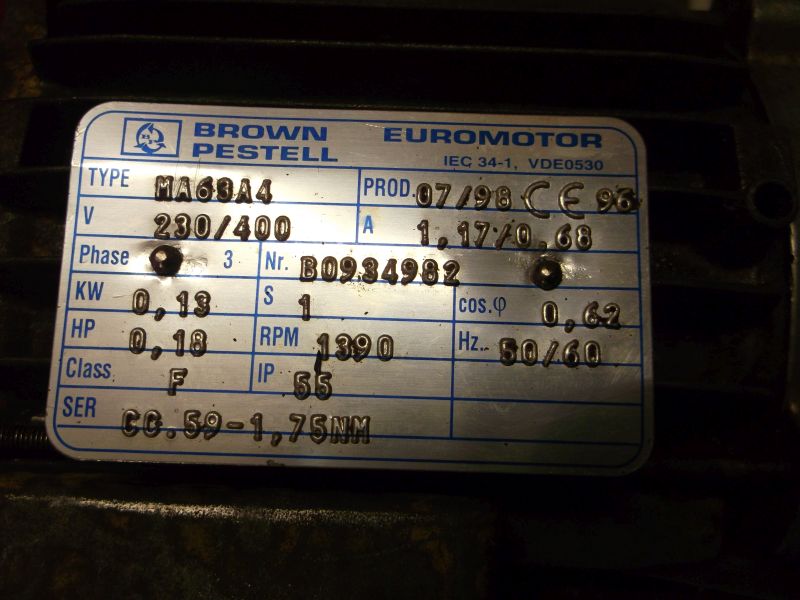 BROWN PESTELL EUROMOTOR
IEC 34-1, VDE0530
TYPE MA63A4 PROD. 07/98 CE 96
V 230/400 A 1,17/0,68
Phase 3 Nr. B0934982
KW 0,13 S 1 cos.φ 0,62
HP 0,18 RPM 1390 Hz. 50/60
Class F IP 55
SER CC.59-1,75NM